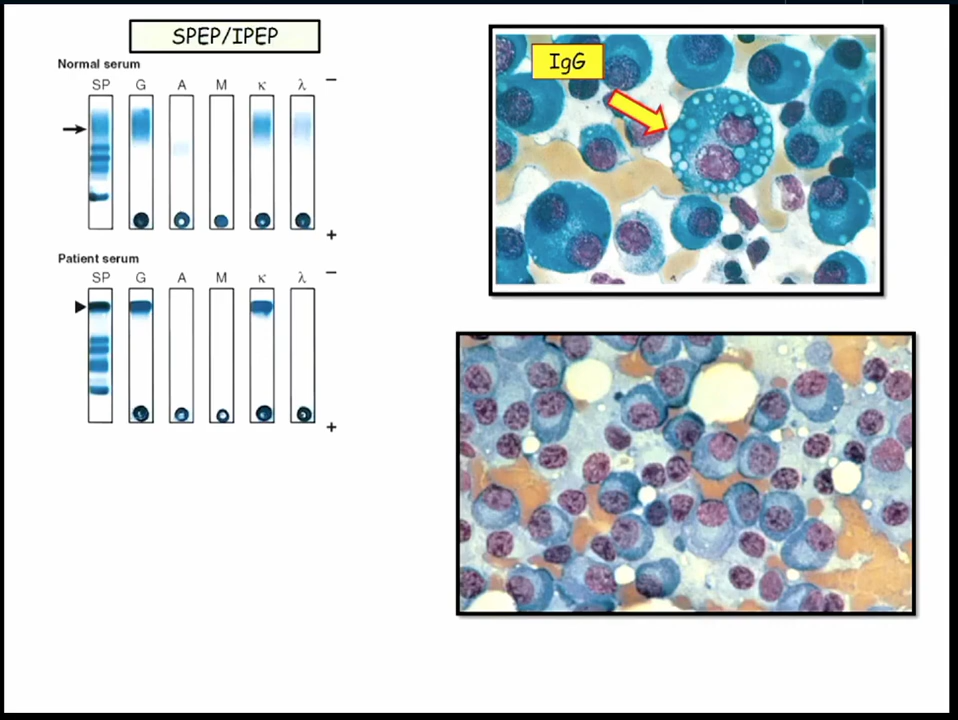 SPEP/IPEP
Normal serum
SP G A M κ λ −
+
Patient serum
SP G A M κ λ −
+
IgG